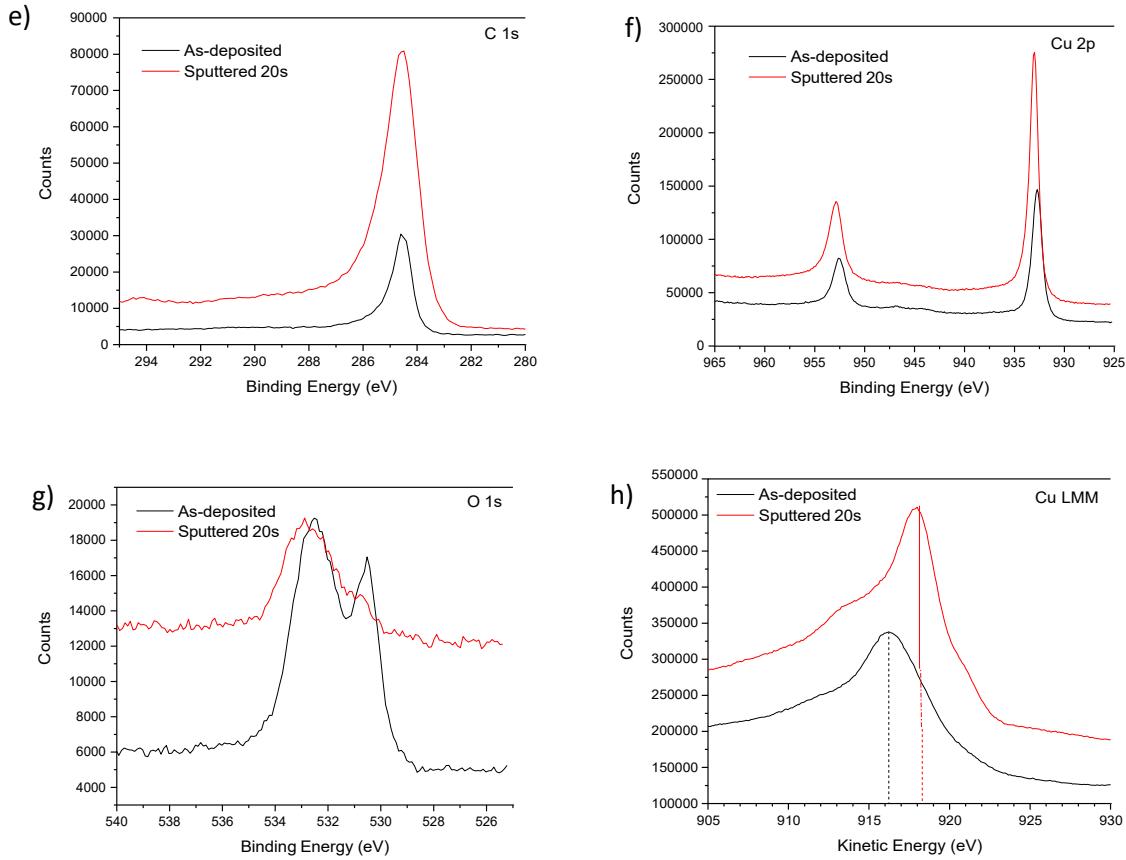 e)
C 1s
As-deposited
Sputtered 20s
90000
80000
70000
60000
50000
40000
30000
20000
10000
0
Counts
294 292 290 288 286 284 282 280
Binding Energy (eV)
f)
Cu 2p
As-deposited
Sputtered 20s
300000
250000
200000
150000
100000
50000
0
Counts
965 960 955 950 945 940 935 930 925
Binding Energy (eV)
g)
O 1s
As-deposited
Sputtered 20s
20000
18000
16000
14000
12000
10000
8000
6000
4000
Counts
540 538 536 534 532 530 528 526
Binding Energy (eV)
h)
Cu LMM
As-deposited
Sputtered 20s
550000
500000
450000
400000
350000
300000
250000
200000
150000
100000
Counts
905 910 915 920 925 930
Kinetic Energy (eV)